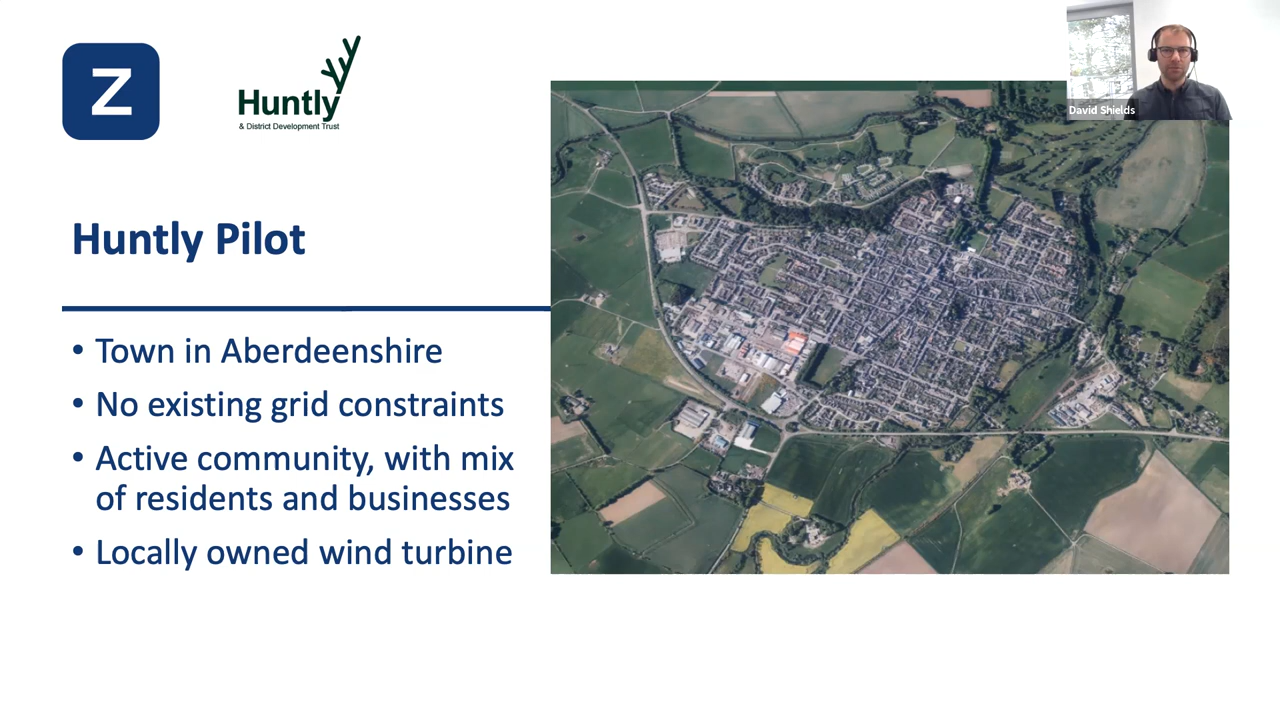 Z
Huntly
& District Development Trust
David Shields
Huntly Pilot
• Town in Aberdeenshire
• No existing grid constraints
• Active community, with mix
of residents and businesses
• Locally owned wind turbine